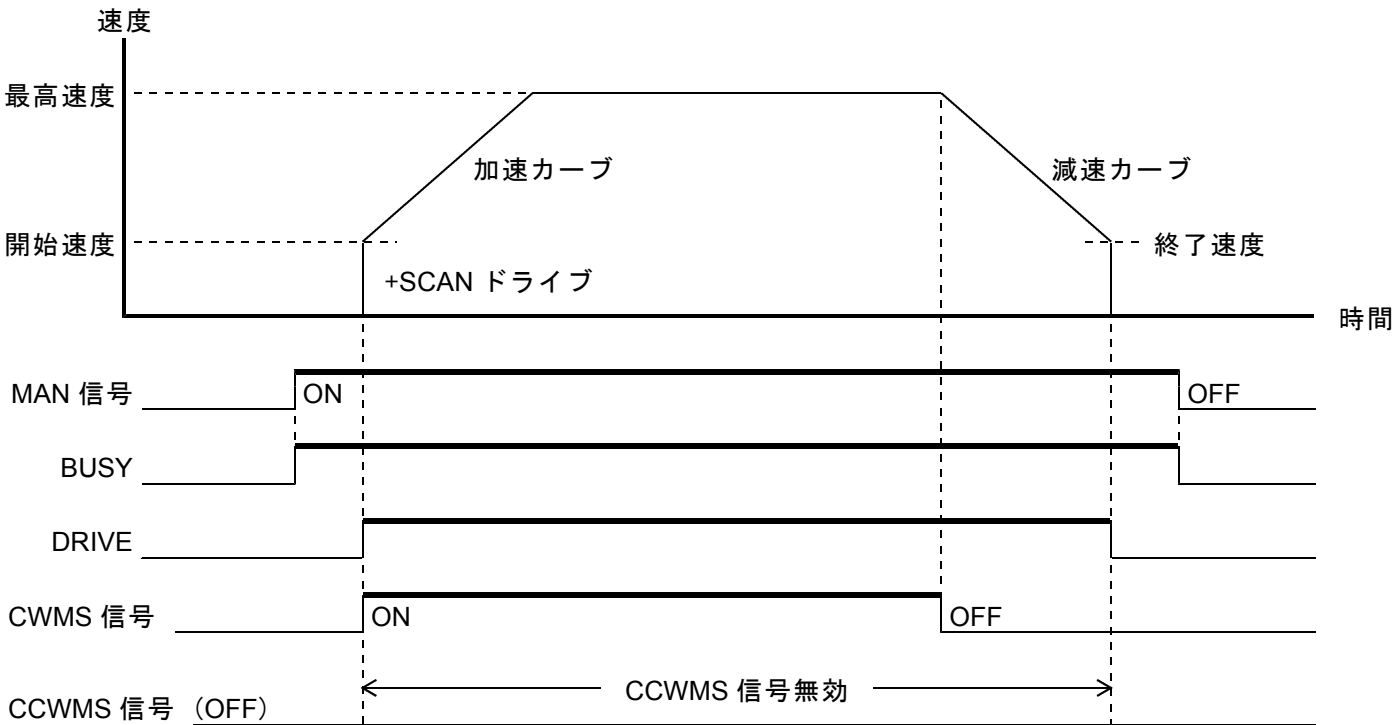 速度
最高速度
加速カーブ
減速カーブ
開始速度
終了速度
+SCAN ドライブ
時間
MAN 信号
ON
OFF
BUSY
DRIVE
CWMS 信号
ON
OFF
CCWMS 信号無効
CCWMS 信号 (OFF)